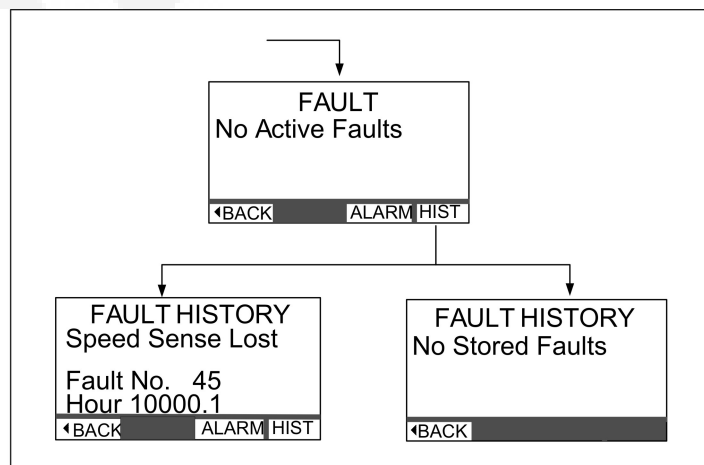 FAULT
No Active Faults
◂BACK ALARM HIST
FAULT HISTORY
Speed Sense Lost
Fault No. 45
Hour 10000.1
◂BACK ALARM HIST
FAULT HISTORY
No Stored Faults
◂BACK